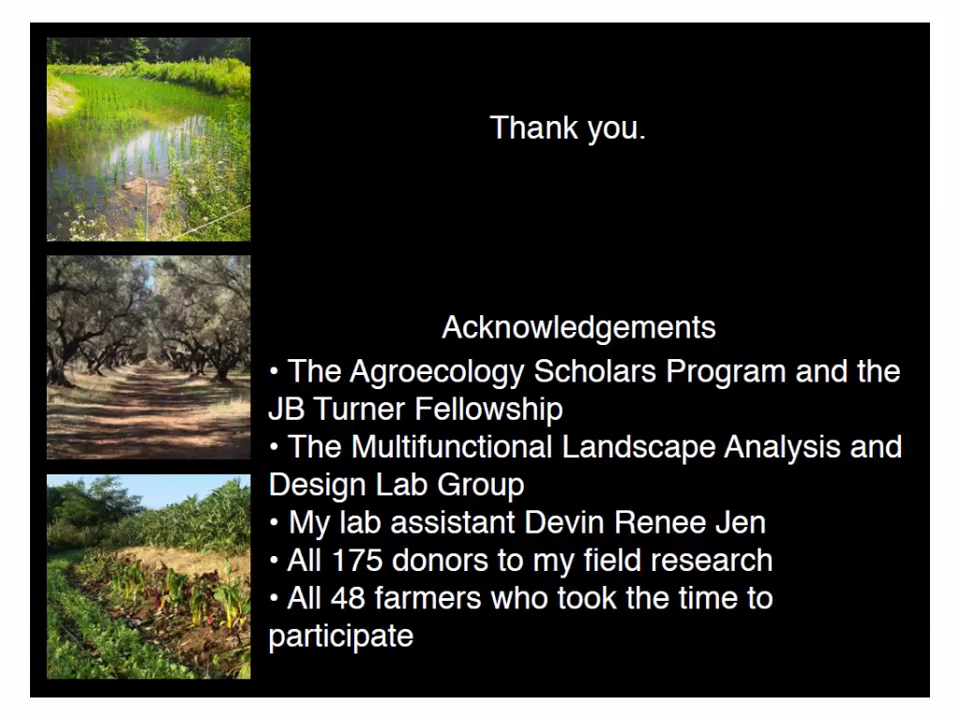 Thank you.
Acknowledgements
• The Agroecology Scholars Program and the
JB Turner Fellowship
• The Multifunctional Landscape Analysis and
Design Lab Group
• My lab assistant Devin Renee Jen
• All 175 donors to my field research
• All 48 farmers who took the time to
participate